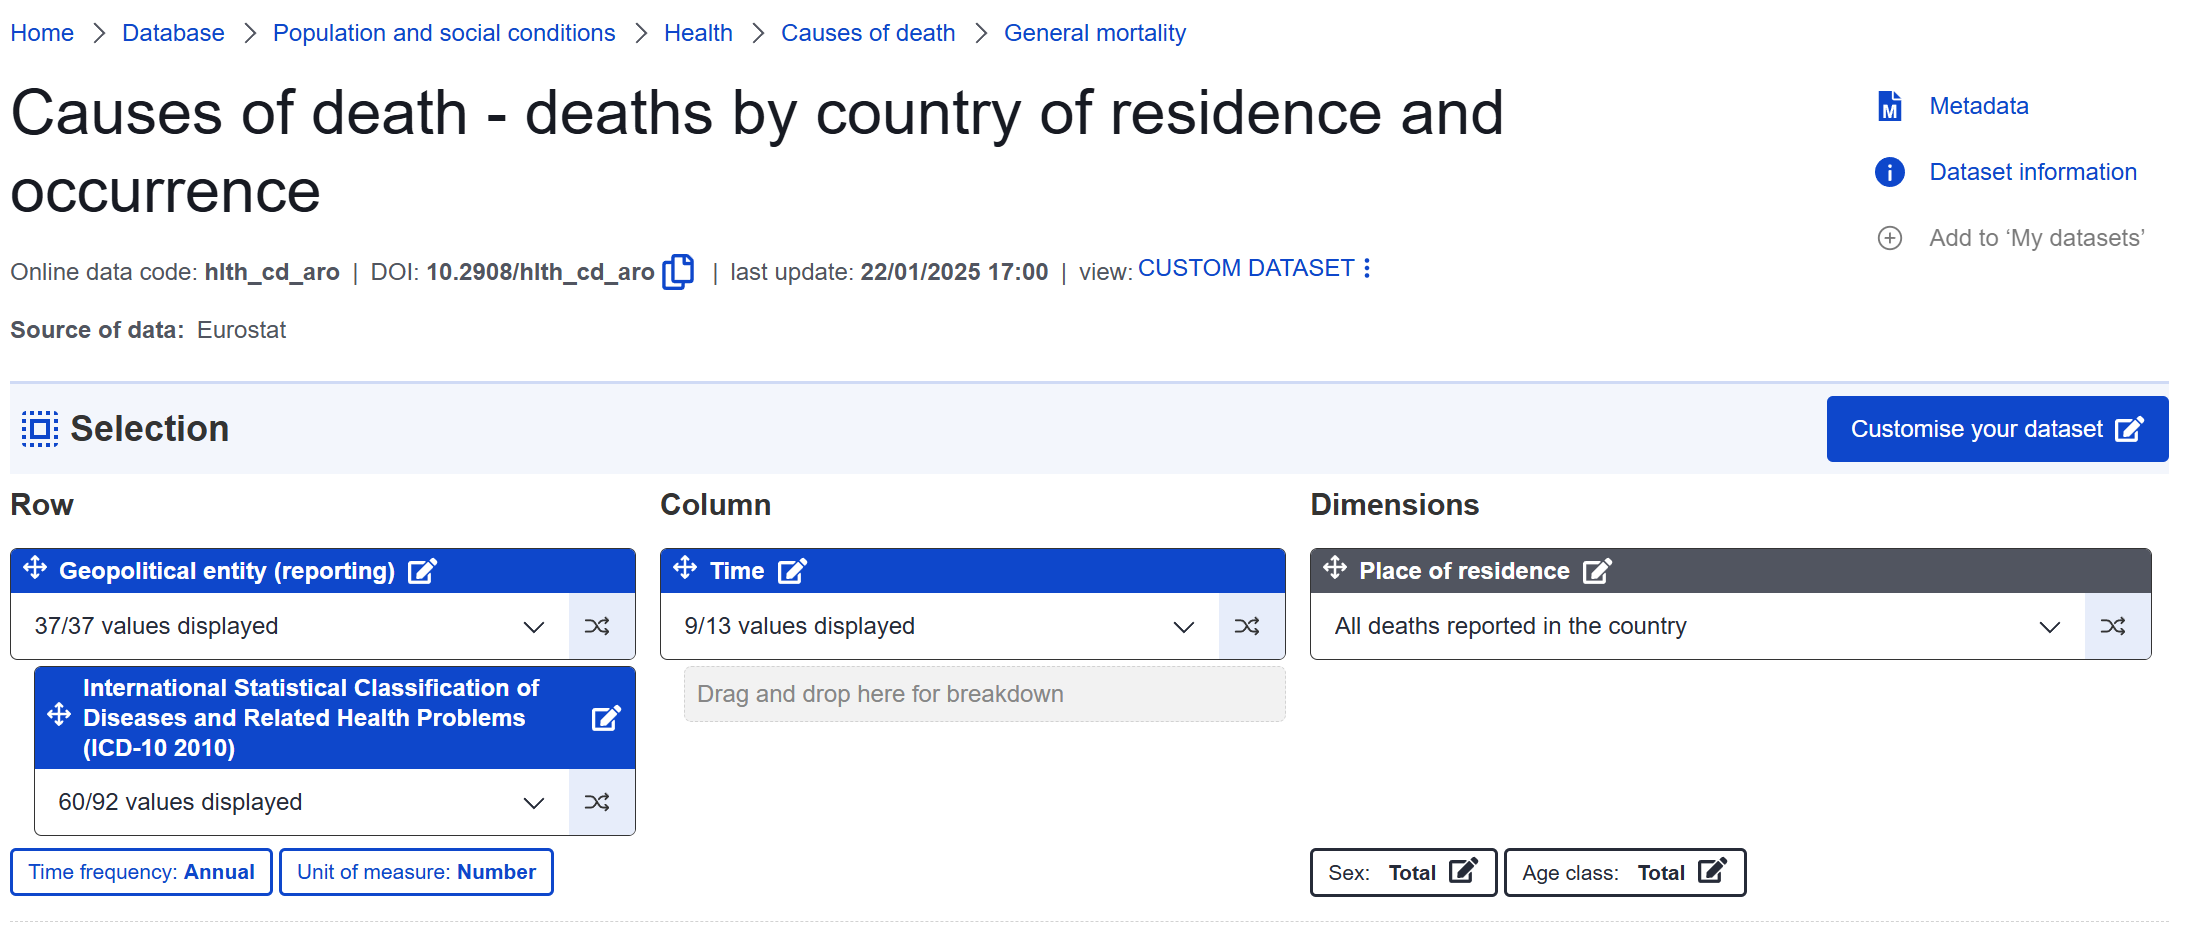 Home > Database > Population and social conditions > Health > Causes of death > General mortality
Causes of death - deaths by country of residence and
occurrence
Metadata
Dataset information
Add to ‘My datasets’
Online data code: hlth_cd_aro | DOI: 10.2908/hlth_cd_aro | last update: 22/01/2025 17:00 | view: CUSTOM DATASET
Source of data: Eurostat
Selection
Customise your dataset
Row
Column
Dimensions
Geopolitical entity (reporting)
37/37 values displayed
International Statistical Classification of
Diseases and Related Health Problems
(ICD-10 2010)
60/92 values displayed
Time
9/13 values displayed
Drag and drop here for breakdown
Place of residence
All deaths reported in the country
Time frequency: Annual
Unit of measure: Number
Sex: Total
Age class: Total